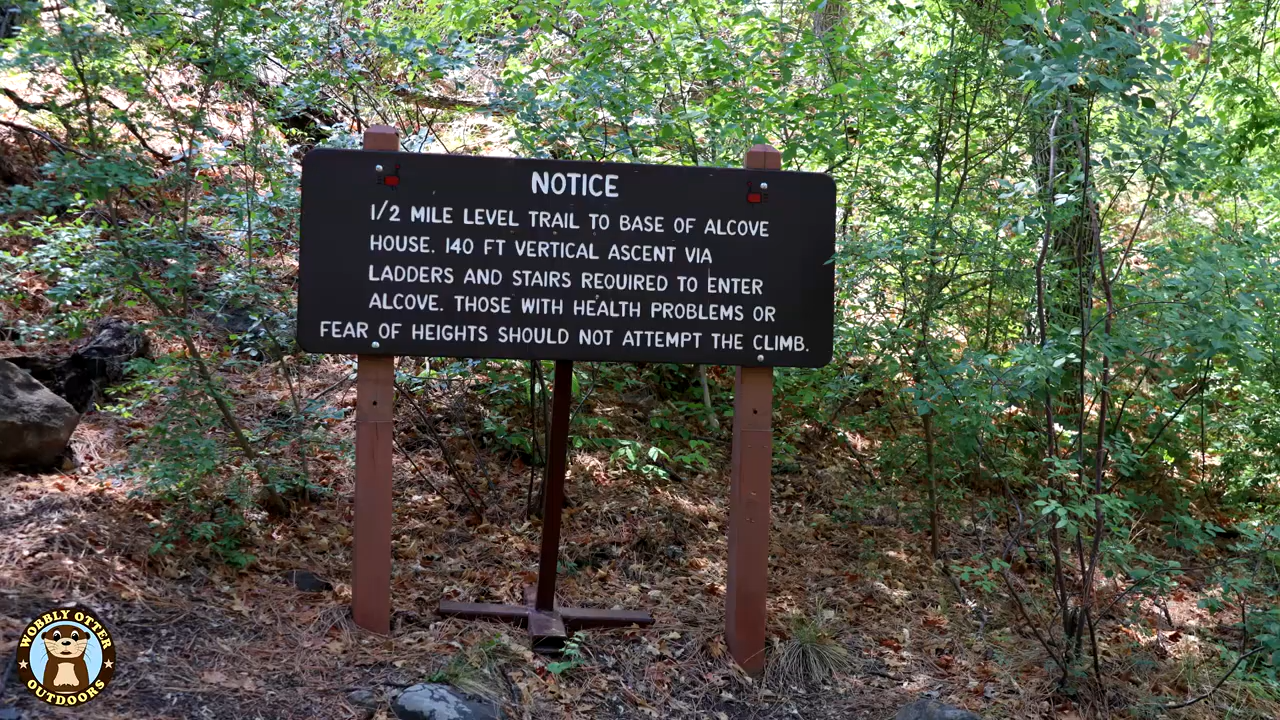 NOTICE
1/2 MILE LEVEL TRAIL TO BASE OF ALCOVE
HOUSE. 140 FT VERTICAL ASCENT VIA
LADDERS AND STAIRS REQUIRED TO ENTER
ALCOVE. THOSE WITH HEALTH PROBLEMS OR
FEAR OF HEIGHTS SHOULD NOT ATTEMPT THE CLIMB.
WOBBLY OTTER
OUTDOORS